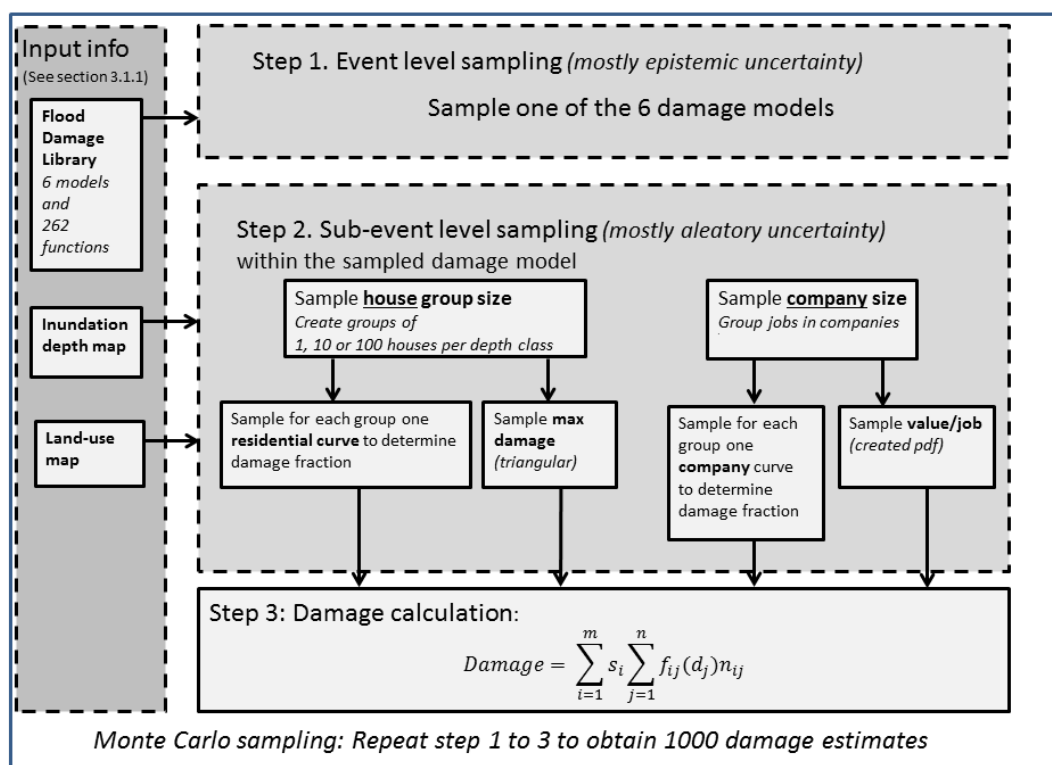 Input info
(See section 3.1.1)
Flood
Damage
Library
6 models
and
262
functions
Inundation
depth map
Land-use
map
Step 1. Event level sampling (mostly epistemic uncertainty)
Sample one of the 6 damage models
Step 2. Sub-event level sampling (mostly aleatory uncertainty)
within the sampled damage model
Sample house group size
Create groups of
1, 10 or 100 houses per depth class
Sample company size
Group jobs in companies
Sample for each group one
residential curve to determine
damage fraction
Sample max
damage
(triangular)
Sample for each
group one
company curve
to determine
damage fraction
Sample value/job
(created pdf)
Step 3: Damage calculation:
Damage = ∑_{i=1}^{m} s_i ∑_{j=1}^{n} f_{ij}(d_j)n_{ij}
Monte Carlo sampling: Repeat step 1 to 3 to obtain 1000 damage estimates